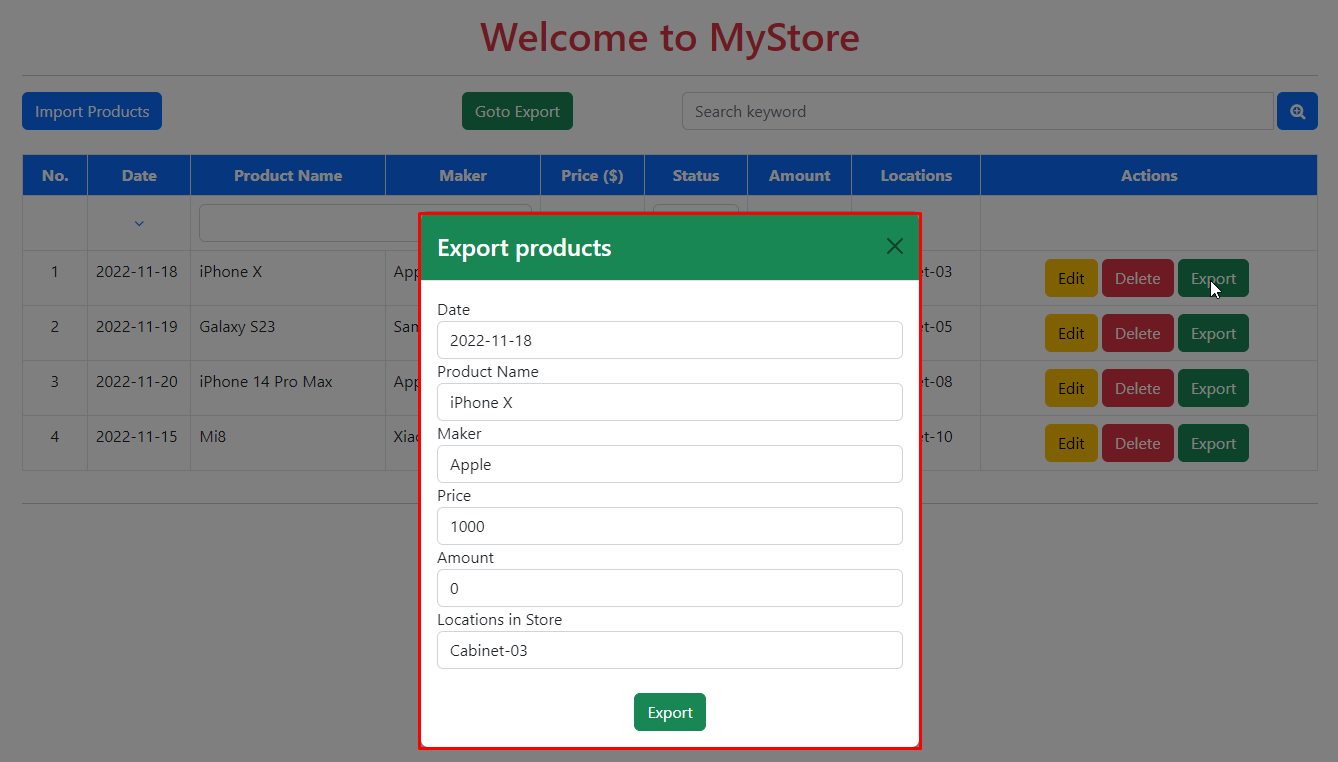 Welcome to MyStore
Import Products Goto Export Search keyword
No. Date Product Name Maker Price ($) Status Amount Locations Actions
1 2022-11-18 iPhone X Edit Delete Export
2 2022-11-19 Galaxy S23 Edit Delete Export
3 2022-11-20 iPhone 14 Pro Max Edit Delete Export
4 2022-11-15 Mi8 Edit Delete Export
Export products
Date
2022-11-18
Product Name
iPhone X
Maker
Apple
Price
1000
Amount
0
Locations in Store
Cabinet-03
Export